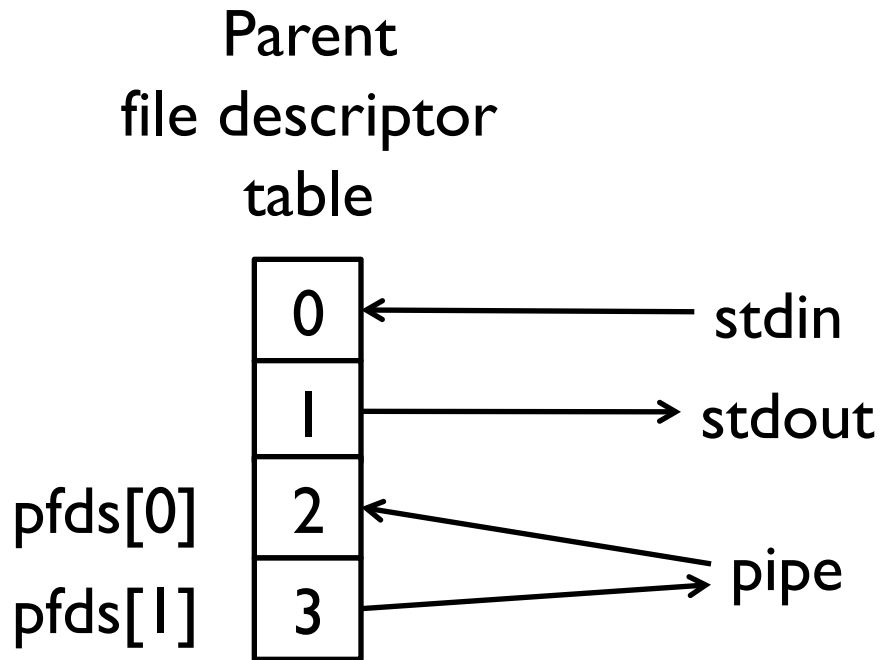 Parent
file descriptor
table
0
stdin
1
stdout
pfds[0]
2
pipe
pfds[1]
3